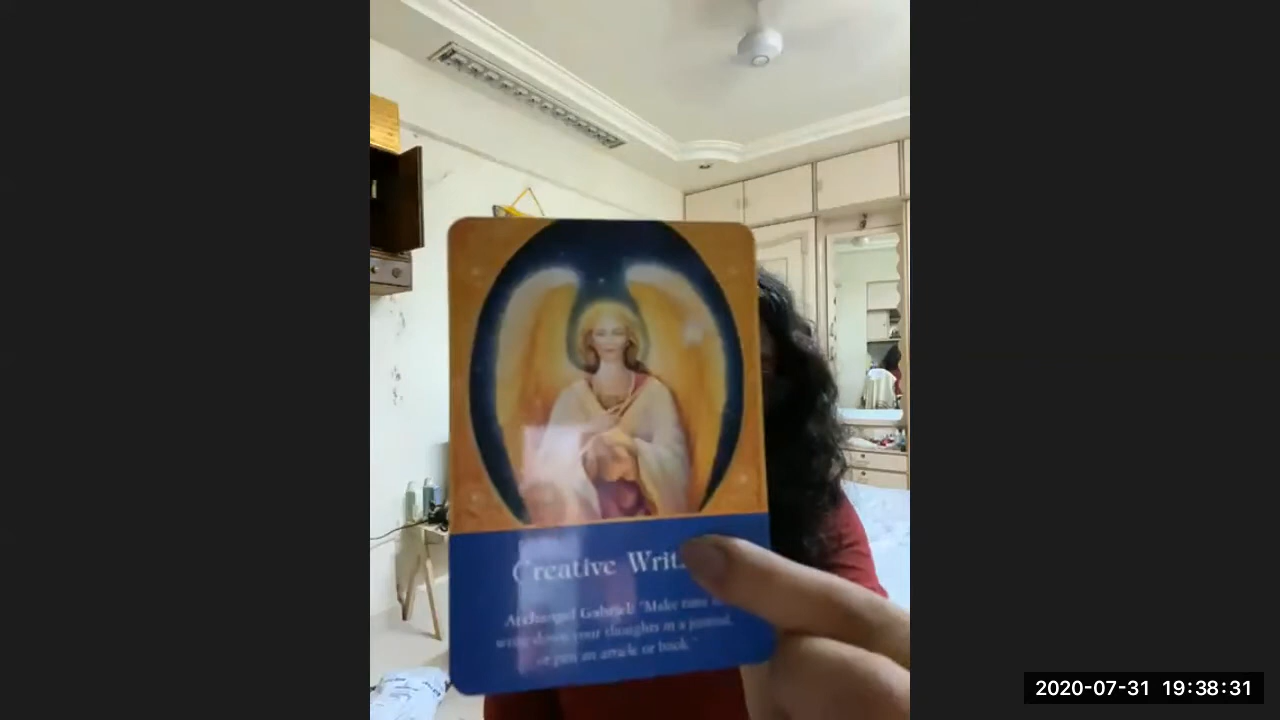 Creative Writ
Archangel Gabriel: "Make time to
write down your thoughts in a journal,
or pen an article or book."
2020-07-31 19:38:31